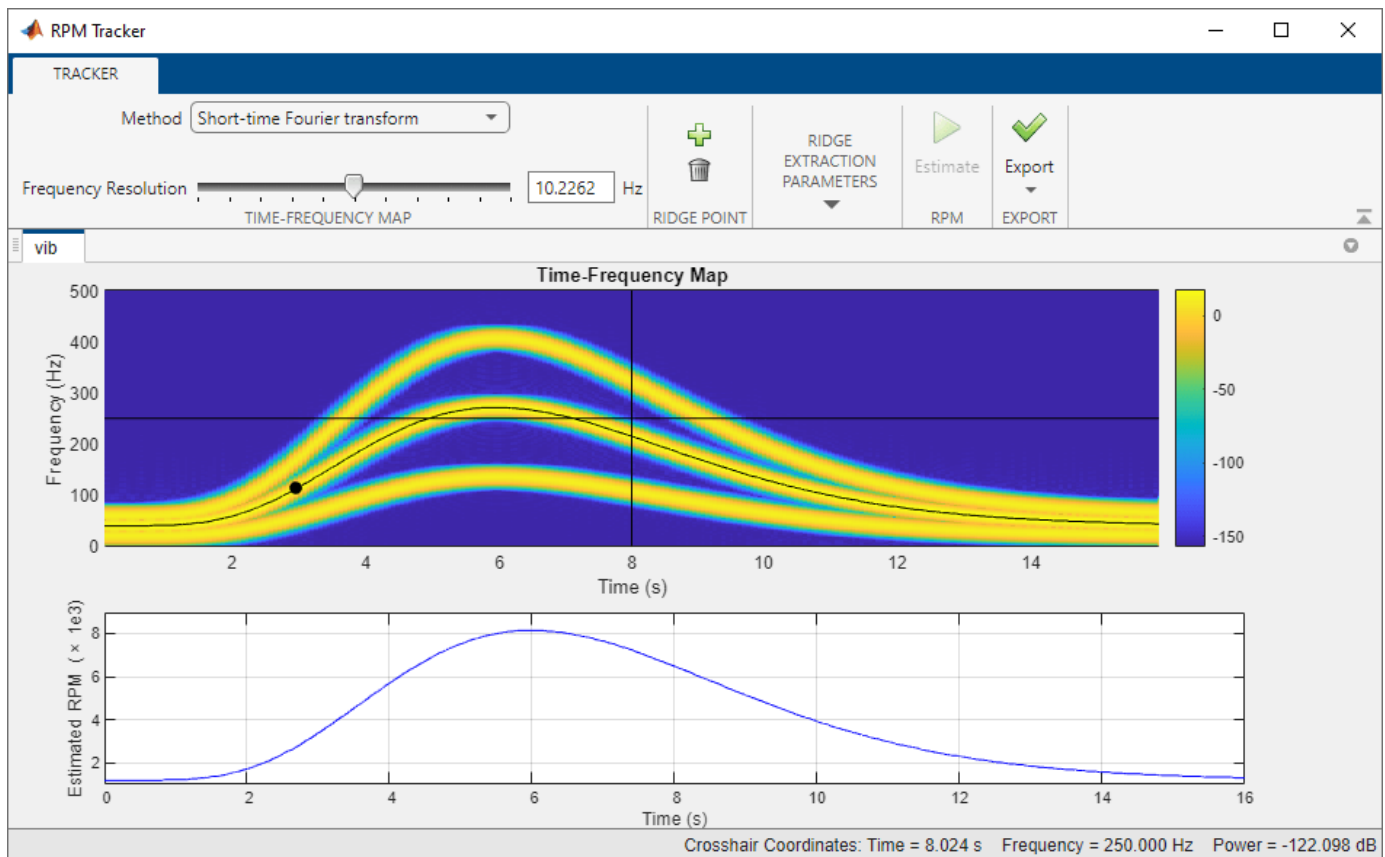 RPM Tracker
TRACKER
Method Short-time Fourier transform
Frequency Resolution 10.2262 Hz
TIME-FREQUENCY MAP
RIDGE POINT
RIDGE
EXTRACTION
PARAMETERS
Estimate
RPM
Export
EXPORT
vib
Time-Frequency Map
Frequency (Hz)
500
400
300
200
100
0
2 4 6 8 10 12 14
Time (s)
0
-50
-100
-150
Estimated RPM ( × 1e3)
8
6
4
2
0 2 4 6 8 10 12 14 16
Time (s)
Crosshair Coordinates: Time = 8.024 s Frequency = 250.000 Hz Power = -122.098 dB